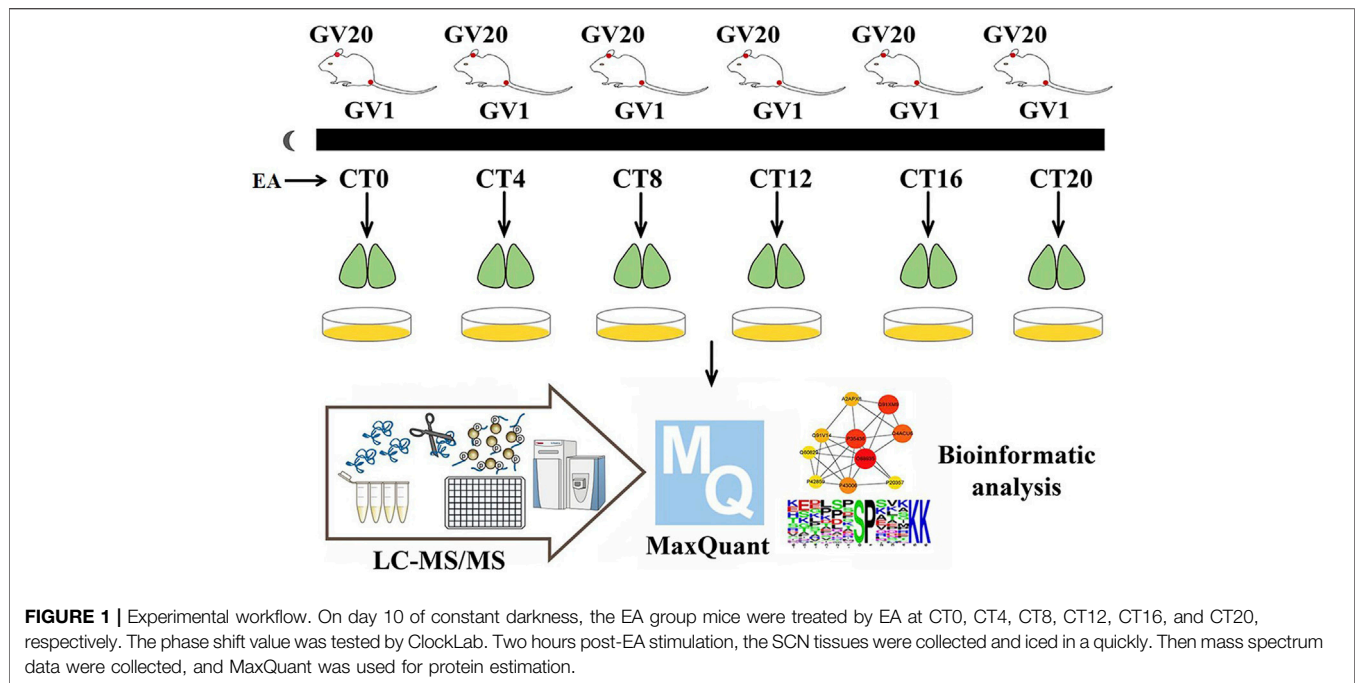 GV20 GV20 GV20 GV20 GV20 GV20
GV1 GV1 GV1 GV1 GV1 GV1
EA CT0 CT4 CT8 CT12 CT16 CT20
MQ
Bioinformatic
analysis
LC-MS/MS
MaxQuant
SP KK
FIGURE 1 | Experimental workflow. On day 10 of constant darkness, the EA group mice were treated by EA at CT0, CT4, CT8, CT12, CT16, and CT20,
respectively. The phase shift value was tested by ClockLab. Two hours post-EA stimulation, the SCN tissues were collected and iced in a quickly. Then mass spectrum
data were collected, and MaxQuant was used for protein estimation.